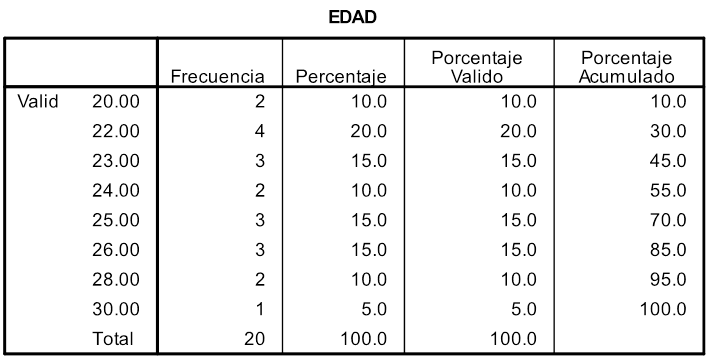 EDAD
Porcentaje Porcentaje
Frecuencia Percentaje Valido Acumulado
Valid 20.00 2 10.0 10.0 10.0
22.00 4 20.0 20.0 30.0
23.00 3 15.0 15.0 45.0
24.00 2 10.0 10.0 55.0
25.00 3 15.0 15.0 70.0
26.00 3 15.0 15.0 85.0
28.00 2 10.0 10.0 95.0
30.00 1 5.0 5.0 100.0
Total 20 100.0 100.0